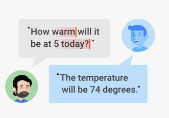 "How warm will it
be at 5 today?"
"The temperature
will be 74 degrees."